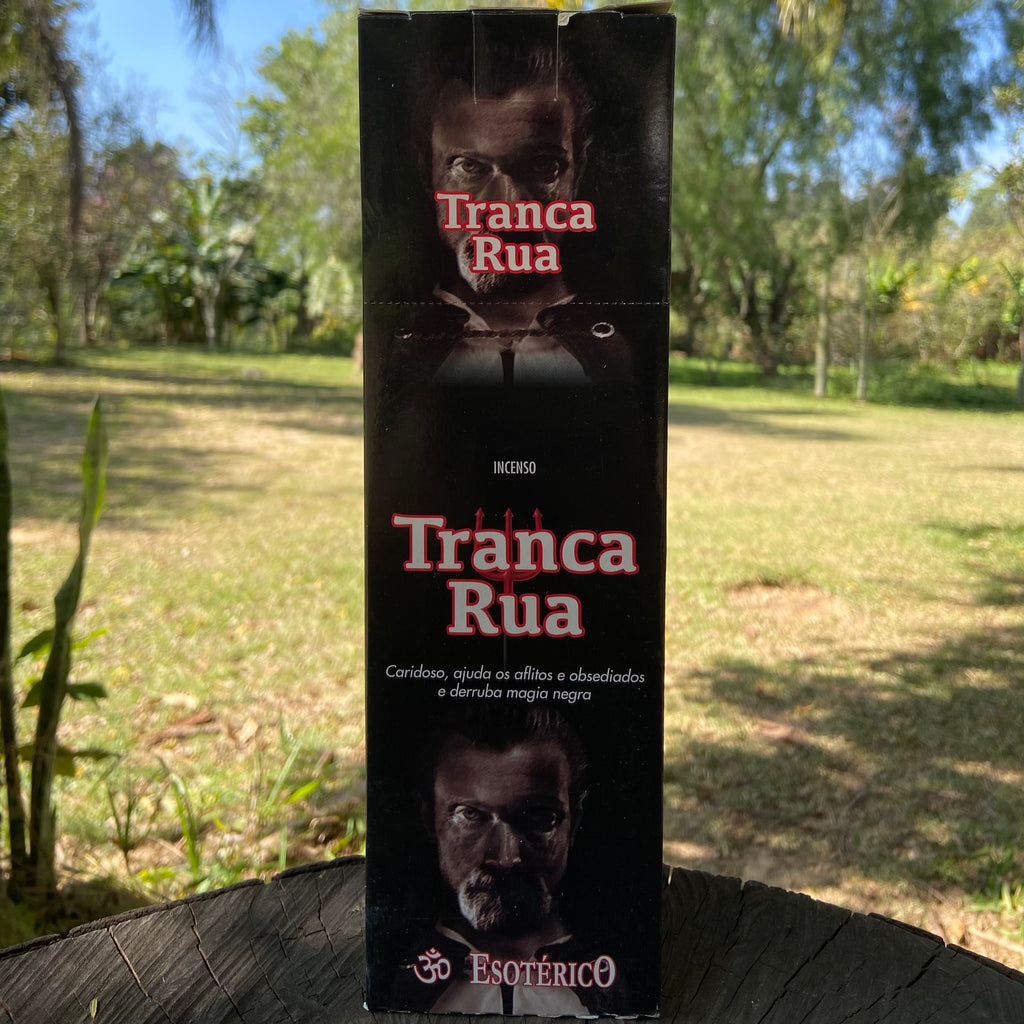 Tranca
Rua
INCENSO
Tranca
Rua
Caridoso, ajuda os aflitos e obsediados
e derruba magia negra
ॐ ESOTÉRICO